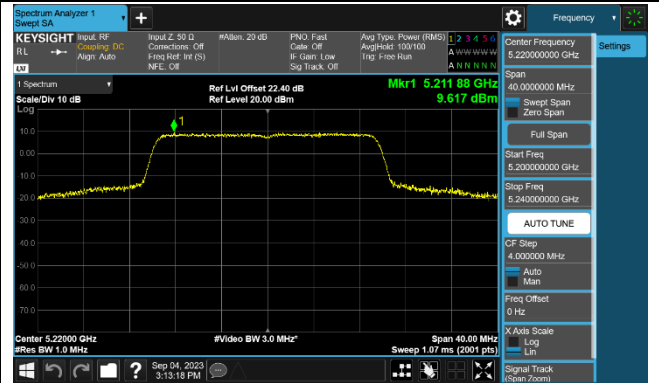 Spectrum Analyzer 1
Swept SA
Frequency
KEYSIGHT
RL
LXI
Input: RF
Coupling: DC
Align: Auto
Input Z: 50 Ω
Corrections: Off
Freq Ref: Int (S)
NFE: Off
#Atten: 20 dB
PNO: Fast
Gate: Off
IF Gain: Low
Sig Track: Off
Avg Type: Power (RMS)
Avg|Hold: 100/100
Trig: Free Run
1 2 3 4 5 6
A W W W W W
A N N N N N
1 Spectrum
Scale/Div 10 dB
Log
Ref Lvl Offset 22.40 dB
Ref Level 20.00 dBm
Mkr1 5.211 88 GHz
9.617 dBm
1
10.0
0.00
-10.0
-20.0
-30.0
-40.0
-50.0
-60.0
-70.0
Center 5.22000 GHz
#Res BW 1.0 MHz
#Video BW 3.0 MHz*
Span 40.00 MHz
Sweep 1.07 ms (2001 pts)
Center Frequency
5.220000000 GHz
Settings
Span
40.0000000 MHz
Swept Span
Zero Span
Full Span
Start Freq
5.200000000 GHz
Stop Freq
5.240000000 GHz
AUTO TUNE
CF Step
4.000000 MHz
Auto
Man
Freq Offset
0 Hz
X Axis Scale
Log
Lin
Signal Track
(Span Zoom)
Sep 04, 2023
3:13:18 PM